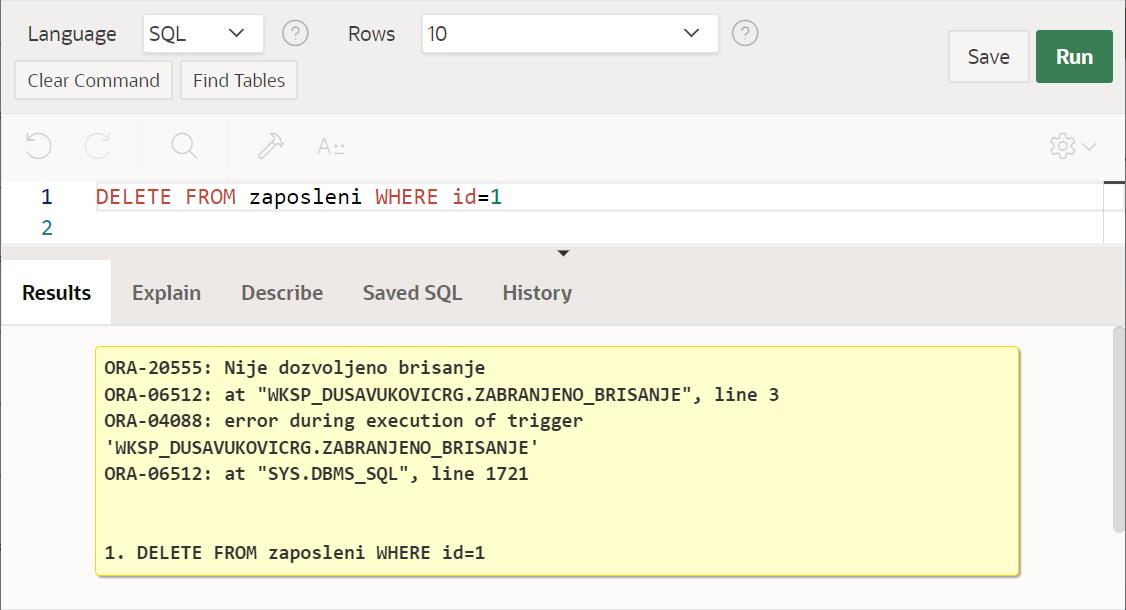 Language SQL ? Rows 10 ?
Save Run
Clear Command Find Tables
A::
1 DELETE FROM zaposleni WHERE id=1
2
Results Explain Describe Saved SQL History
ORA-20555: Nije dozvoljeno brisanje
ORA-06512: at "WKSP_DUSAVUKOVICRG.ZABRANJENO_BRISANJE", line 3
ORA-04088: error during execution of trigger
'WKSP_DUSAVUKOVICRG.ZABRANJENO_BRISANJE'
ORA-06512: at "SYS.DBMS_SQL", line 1721
1. DELETE FROM zaposleni WHERE id=1